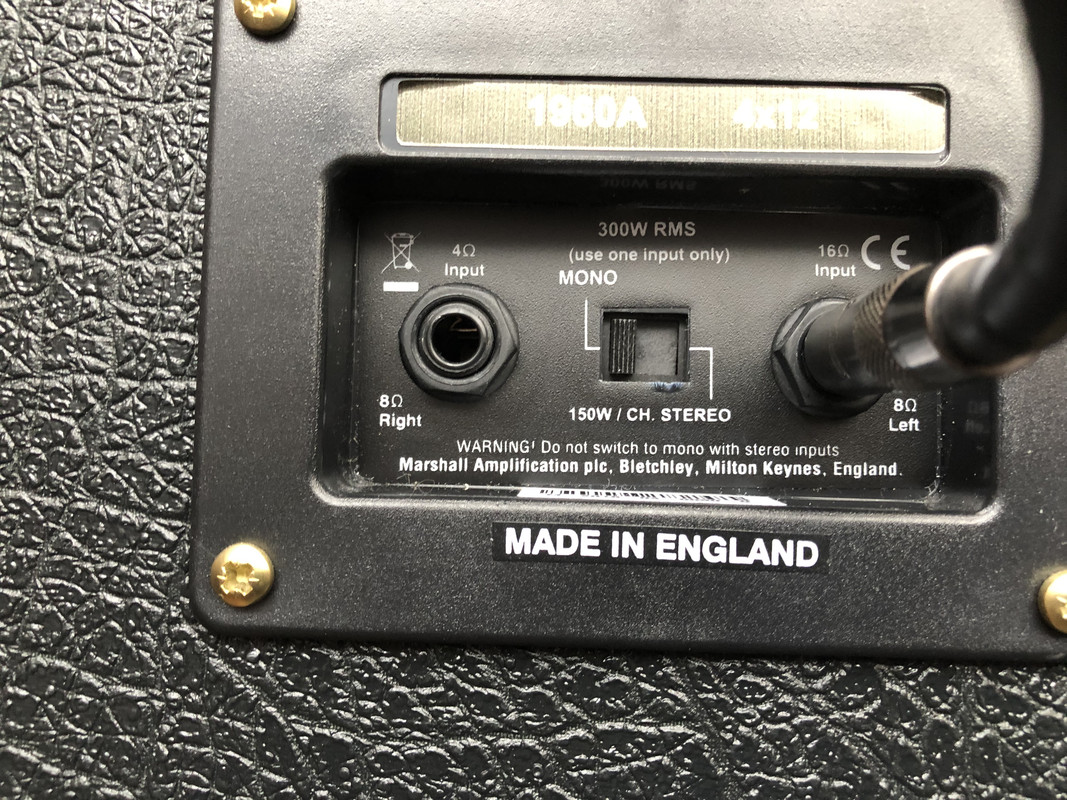 1960A 4x12
300W RMS
(use one input only)
4Ω
Input
16Ω
Input
CE
MONO
8Ω
Right
150W / CH. STEREO
8Ω
Left
WARNING! Do not switch to mono with stereo inputs
Marshall Amplification plc, Bletchley, Milton Keynes, England.
MADE IN ENGLAND